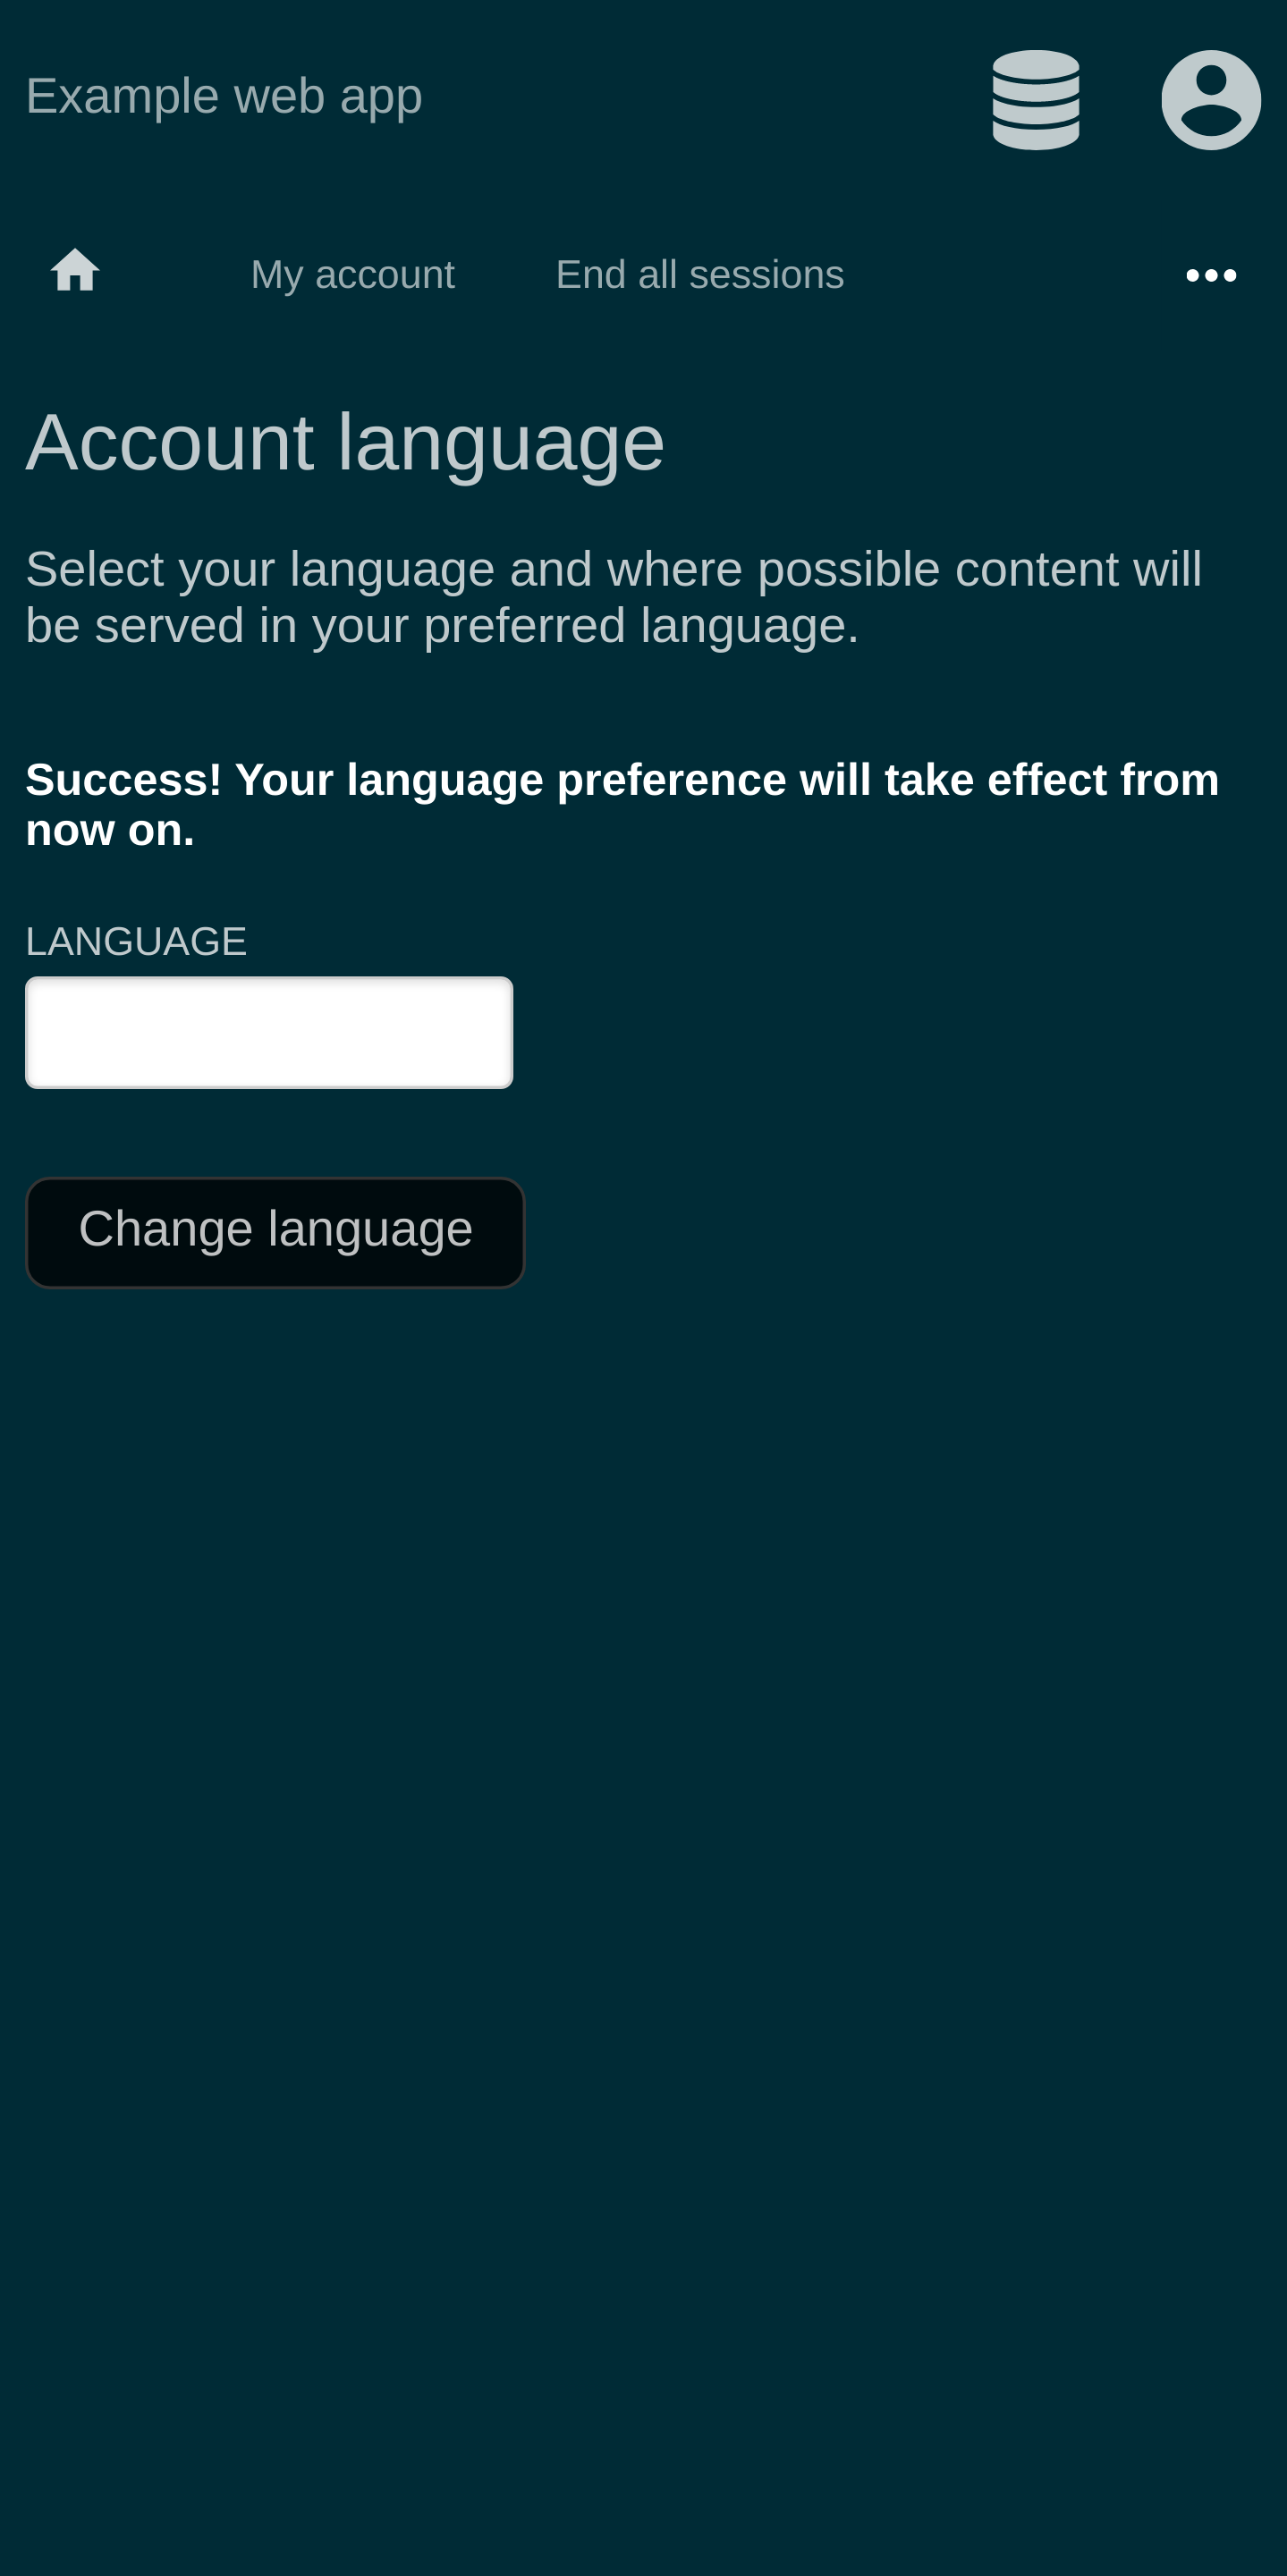 Example web app
My account End all sessions
Account language
Select your language and where possible content will
be served in your preferred language.
Success! Your language preference will take effect from
now on.
LANGUAGE
Change language